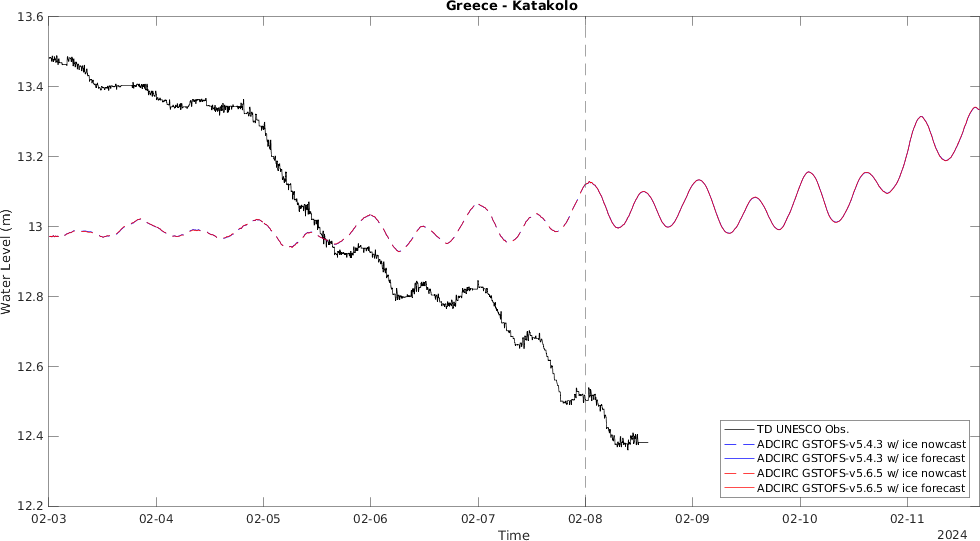 Greece - Katakolo
13.6
13.4
13.2
13
12.8
12.6
12.4
12.2
Water Level (m)
02-03 02-04 02-05 02-06 02-07 02-08 02-09 02-10 02-11
Time
2024
TD UNESCO Obs.
ADCIRC GSTOFS-v5.4.3 w/ ice nowcast
ADCIRC GSTOFS-v5.4.3 w/ ice forecast
ADCIRC GSTOFS-v5.6.5 w/ ice nowcast
ADCIRC GSTOFS-v5.6.5 w/ ice forecast